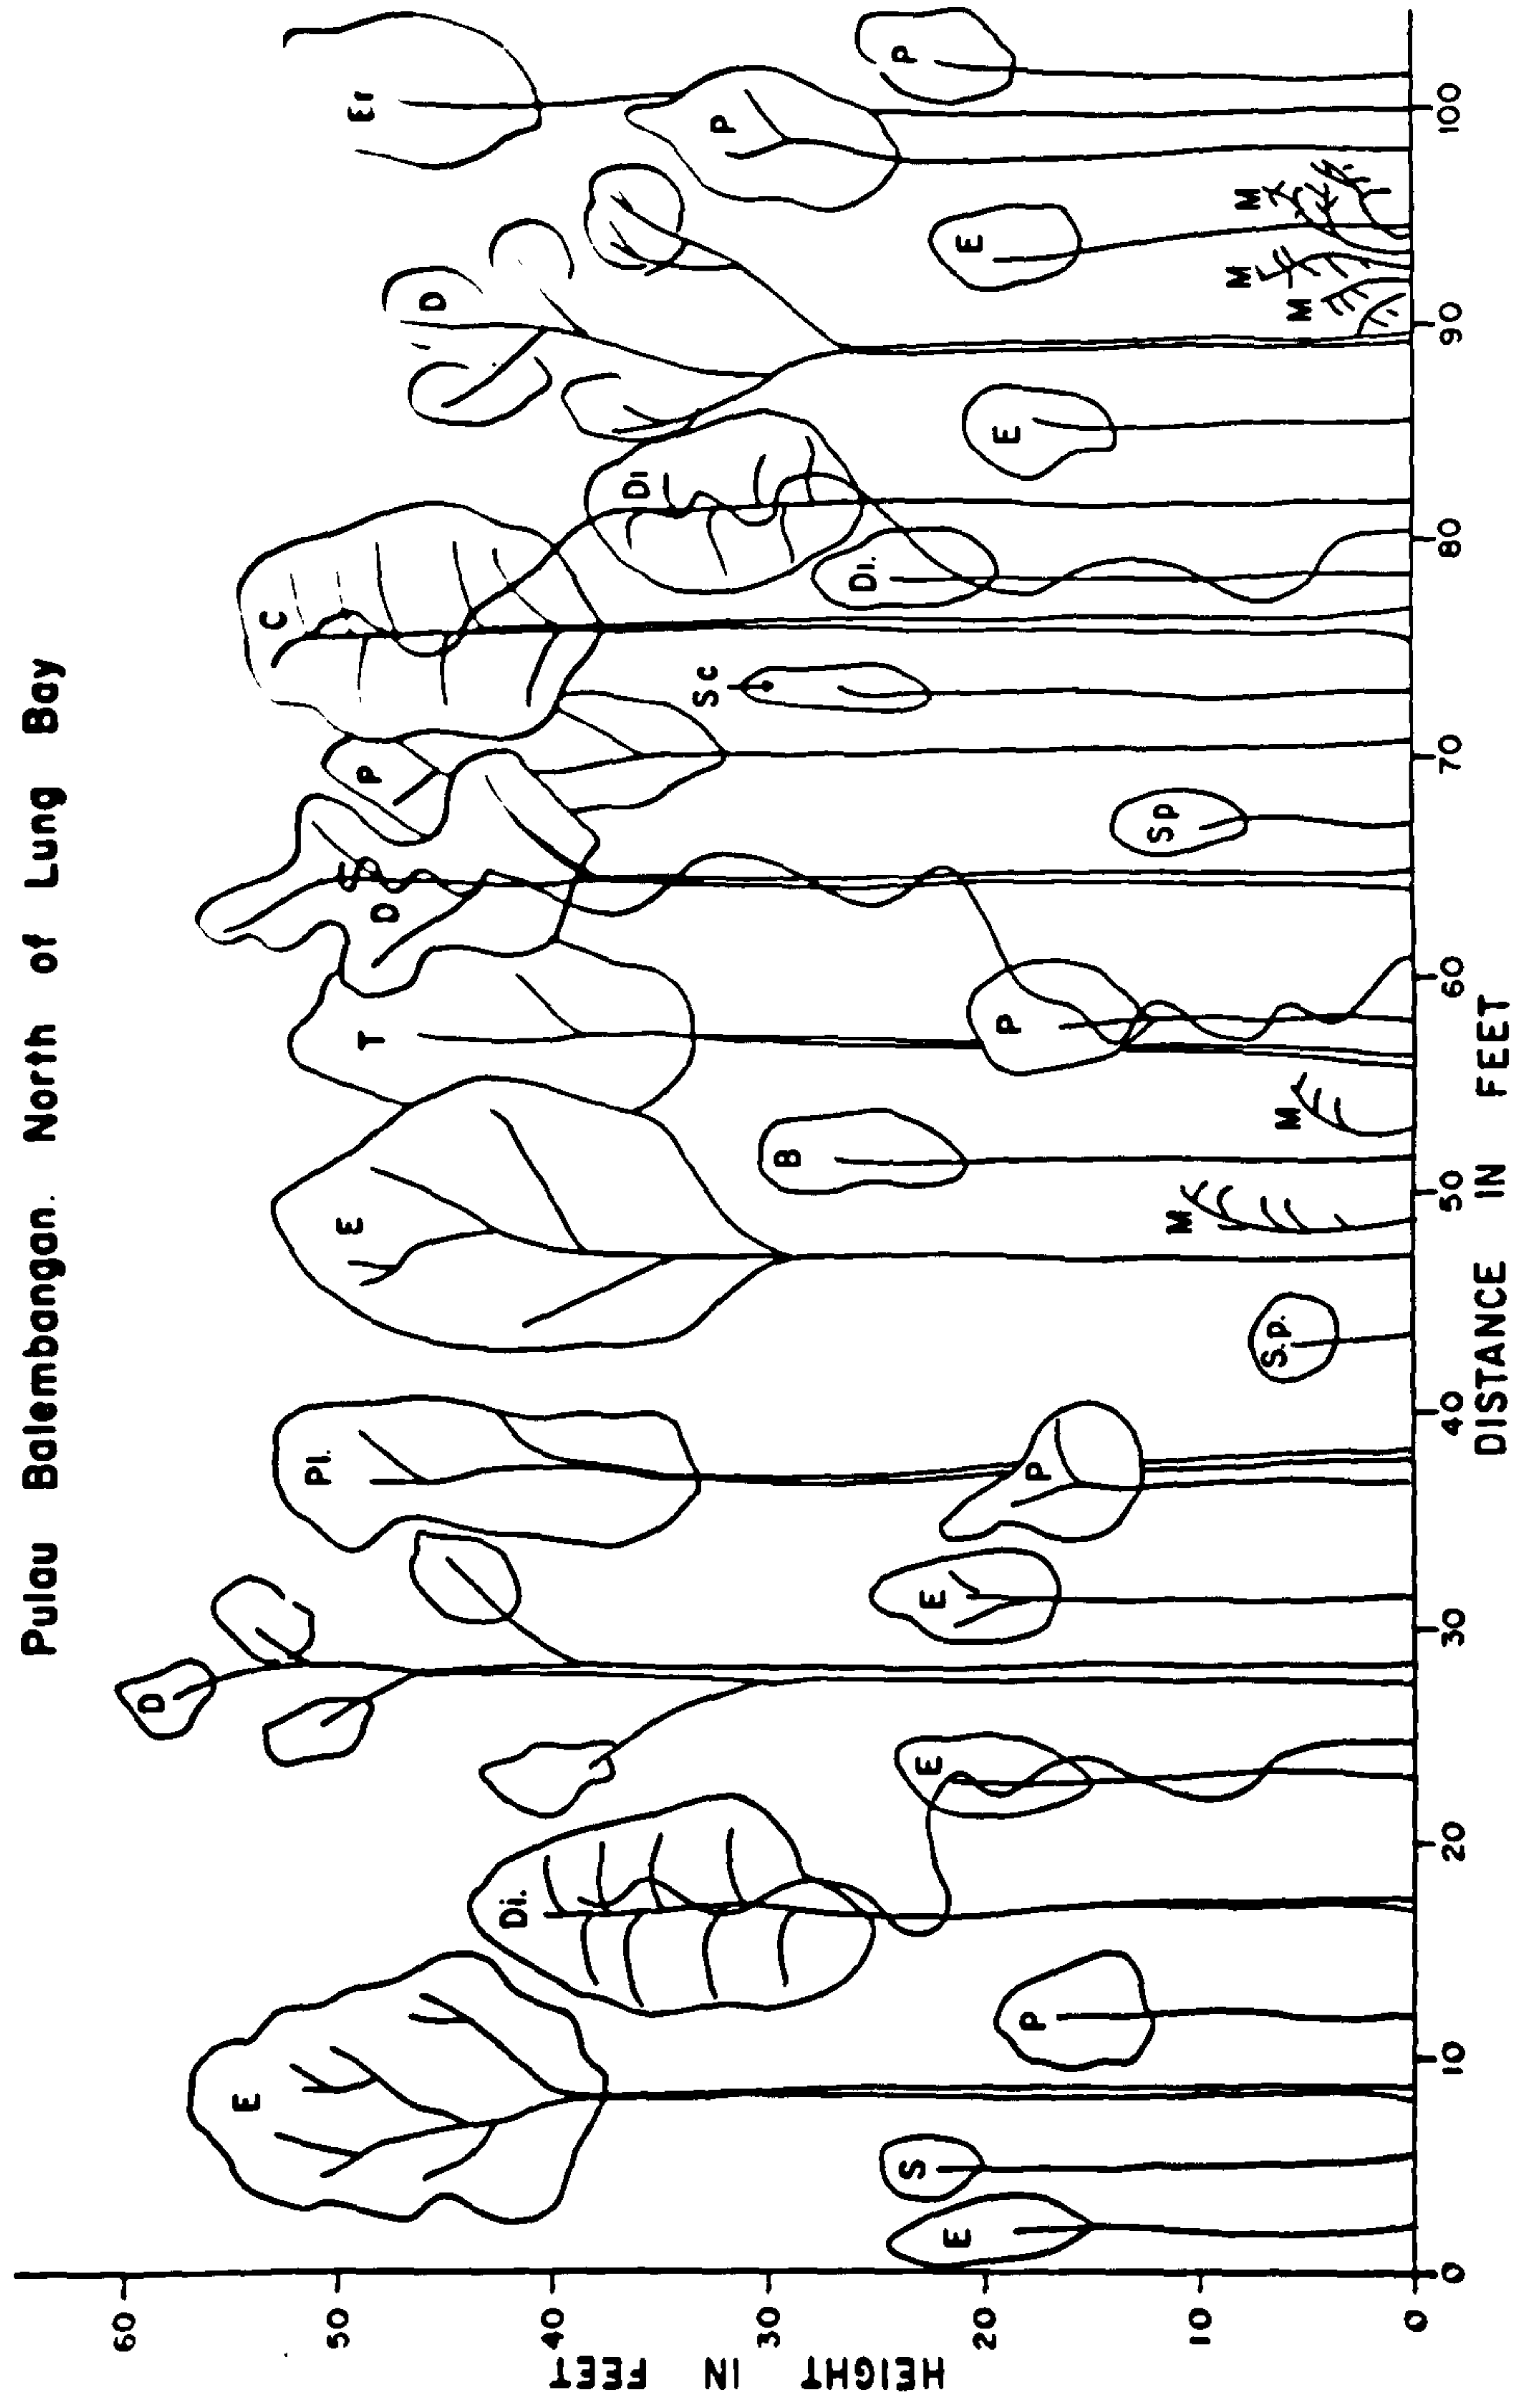 Pulau Balembangan. North of Lung Bay
HEIGHT IN FEET
60
50
40
30
20
10
0
E
S
E
P
Di.
E
D
E
Pl.
P
S.p.
E
M
B
M
T
P
D
Sp
P
Sc
C
Di.
Di
E
D
M
M
E
M
P
Er
P
0
10
20
30
40
50
60
70
80
90
100
DISTANCE IN FEET